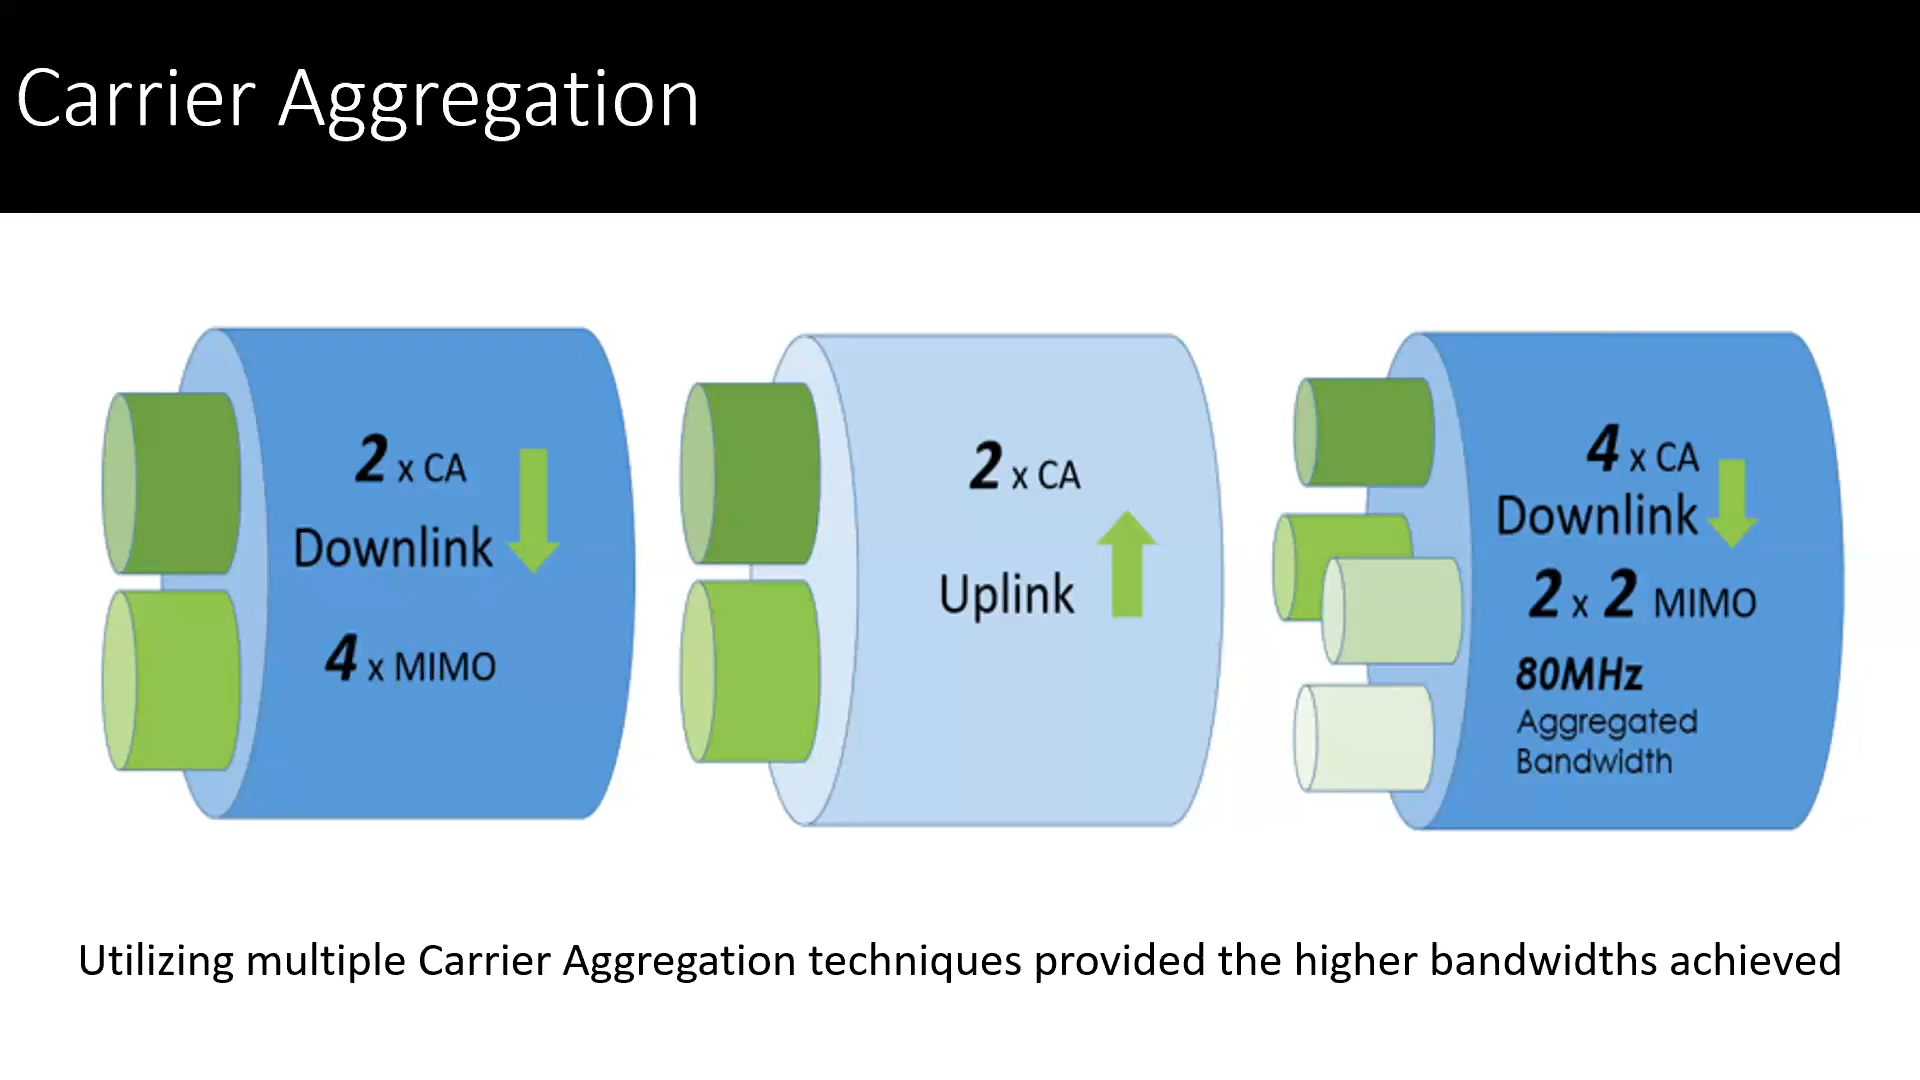 Carrier Aggregation
2 x CA
Downlink
4 x MIMO
2 x CA
Uplink
4 x CA
Downlink
2 x 2 MIMO
80MHz
Aggregated
Bandwidth
Utilizing multiple Carrier Aggregation techniques provided the higher bandwidths achieved